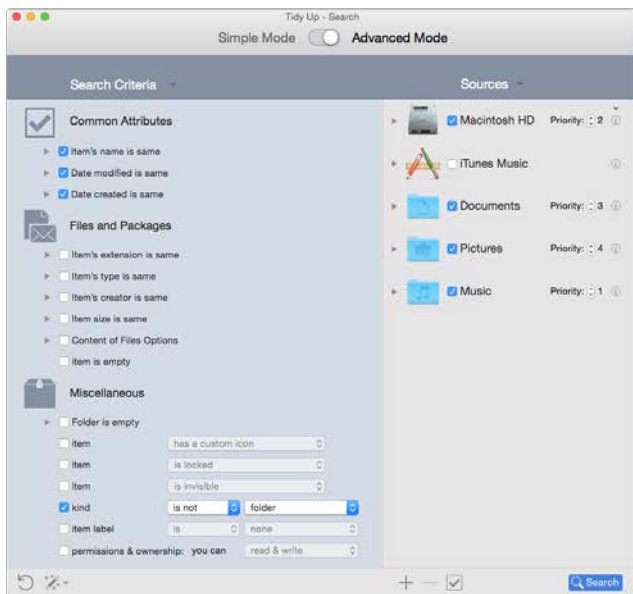 Tidy Up - Search
Simple Mode Advanced Mode
Search Criteria
Sources
Common Attributes
Item's name is same
Date modified is same
Date created is same
Files and Packages
Item's extension is same
Item's type is same
Item's creator is same
Item size is same
Content of Files Options
item is empty
Miscellaneous
Folder is empty
item has a custom icon
item is locked
item is invisible
kind is not folder
item label is none
permissions & ownership: you can read & write
Macintosh HD Priority: 2
iTunes Music
Documents Priority: 3
Pictures Priority: 4
Music Priority: 1
Search